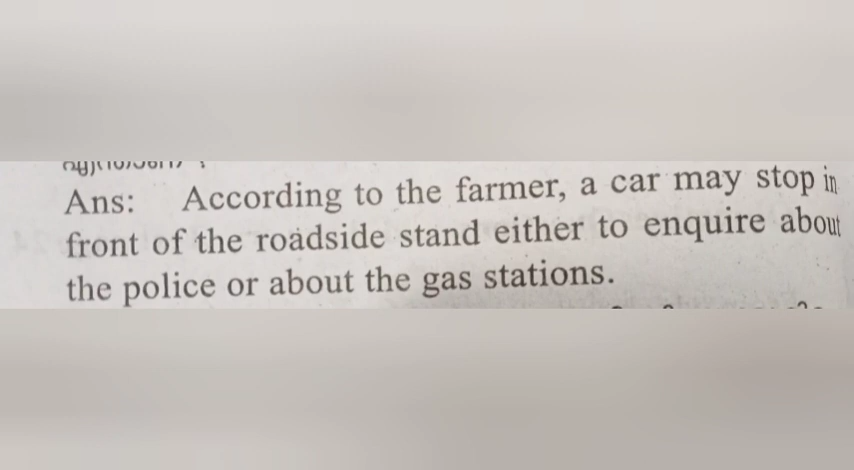 Ans: According to the farmer, a car may stop in
front of the roadside stand either to enquire about
the police or about the gas stations.